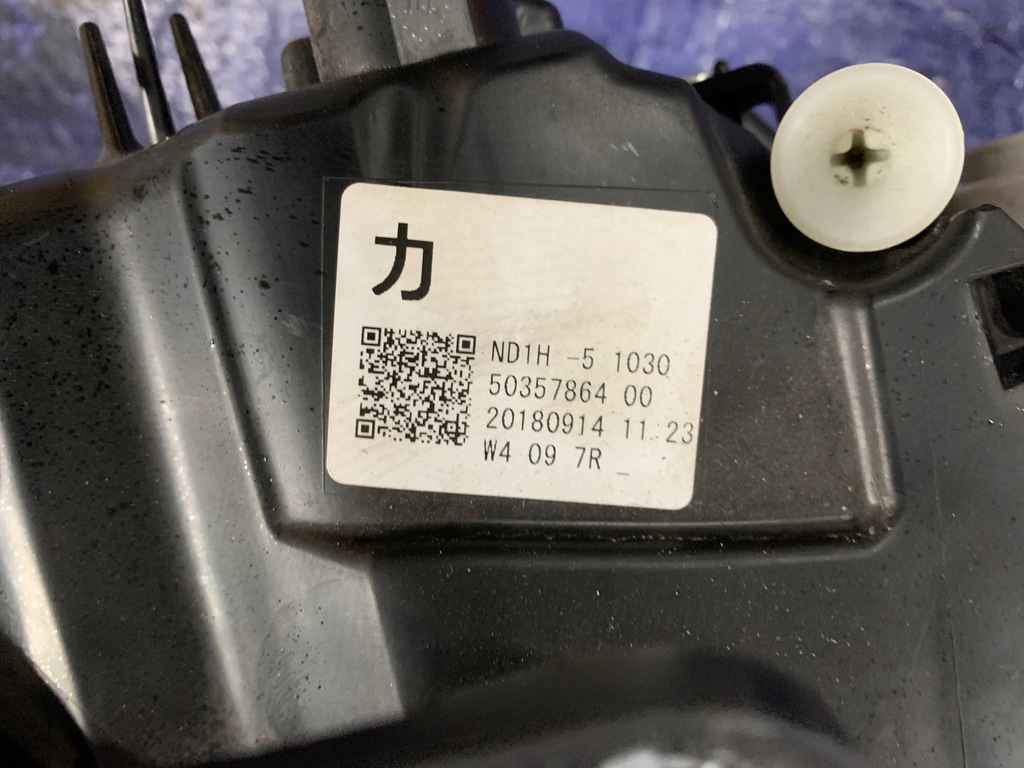 カ
ND1H -5 1030
50357864 00
20180914 11:23
W4 09 7R _